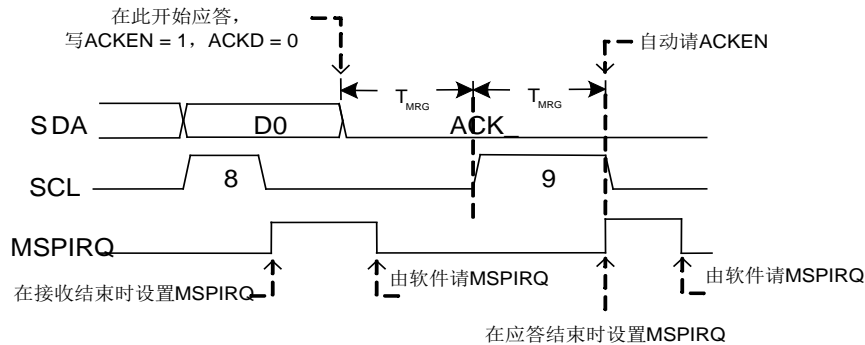 在此开始应答，
写ACKEN = 1，ACKD = 0
自动请ACKEN
TMRG
TMRG
SDA
D0
ACK_
SCL
8
9
MSPIRQ
在接收结束时设置MSPIRQ
由软件请MSPIRQ
由软件请MSPIRQ
在应答结束时设置MSPIRQ